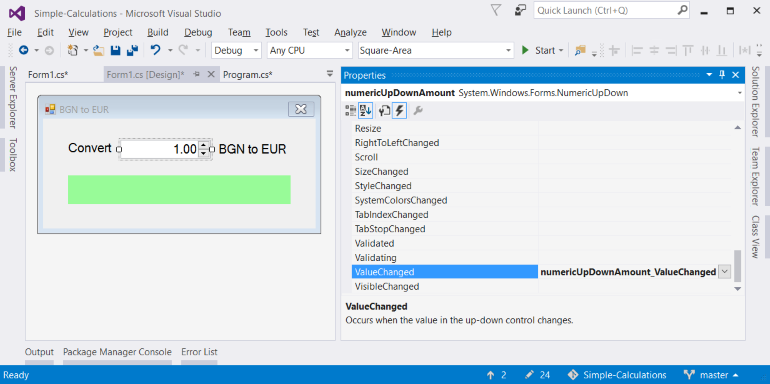 Simple-Calculations - Microsoft Visual Studio
Quick Launch (Ctrl+Q)
File Edit View Project Build Debug Team Tools Test Analyze Window Help
Debug Any CPU Square-Area Start
Server Explorer
Toolbox
Form1.cs* Form1.cs [Design]* Program.cs*
BGN to EUR
Convert 1.00 BGN to EUR
Properties
numericUpDownAmount System.Windows.Forms.NumericUpDown
Resize
RightToLeftChanged
Scroll
SizeChanged
StyleChanged
SystemColorsChanged
TabIndexChanged
TabStopChanged
Validated
Validating
ValueChanged numericUpDownAmount_ValueChanged
VisibleChanged
ValueChanged
Occurs when the value in the up-down control changes.
Solution Explorer
Team Explorer
Class View
Output Package Manager Console Error List
Ready 2 24 Simple-Calculations master